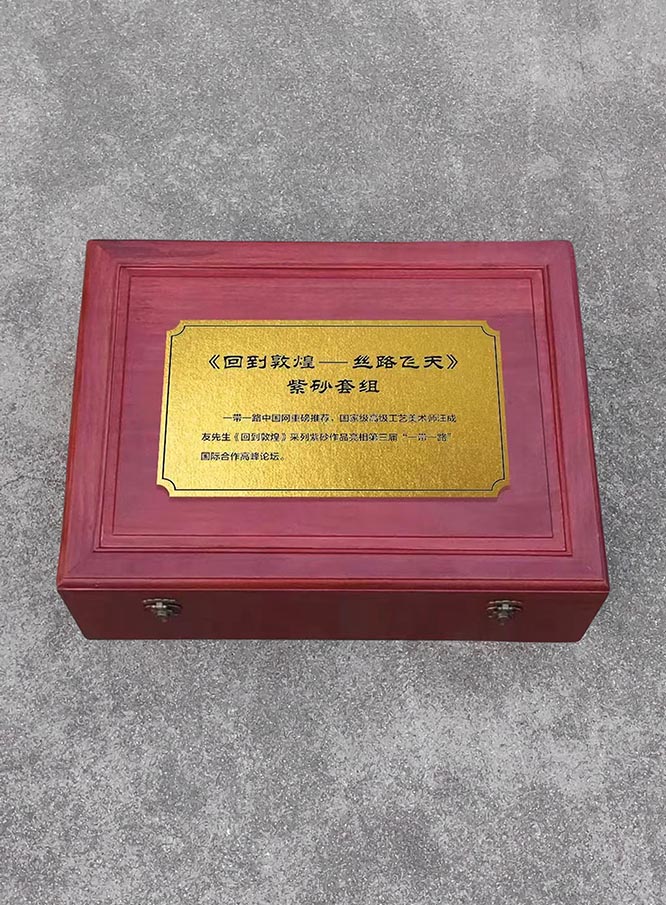 《回到敦煌——丝路飞天》
紫砂套组
一带一路中国网重磅推荐，国家级高级工艺美术师汪成
友先生《回到敦煌》采列紫砂作品亮相第三届“一带一路”
国际合作高峰论坛。